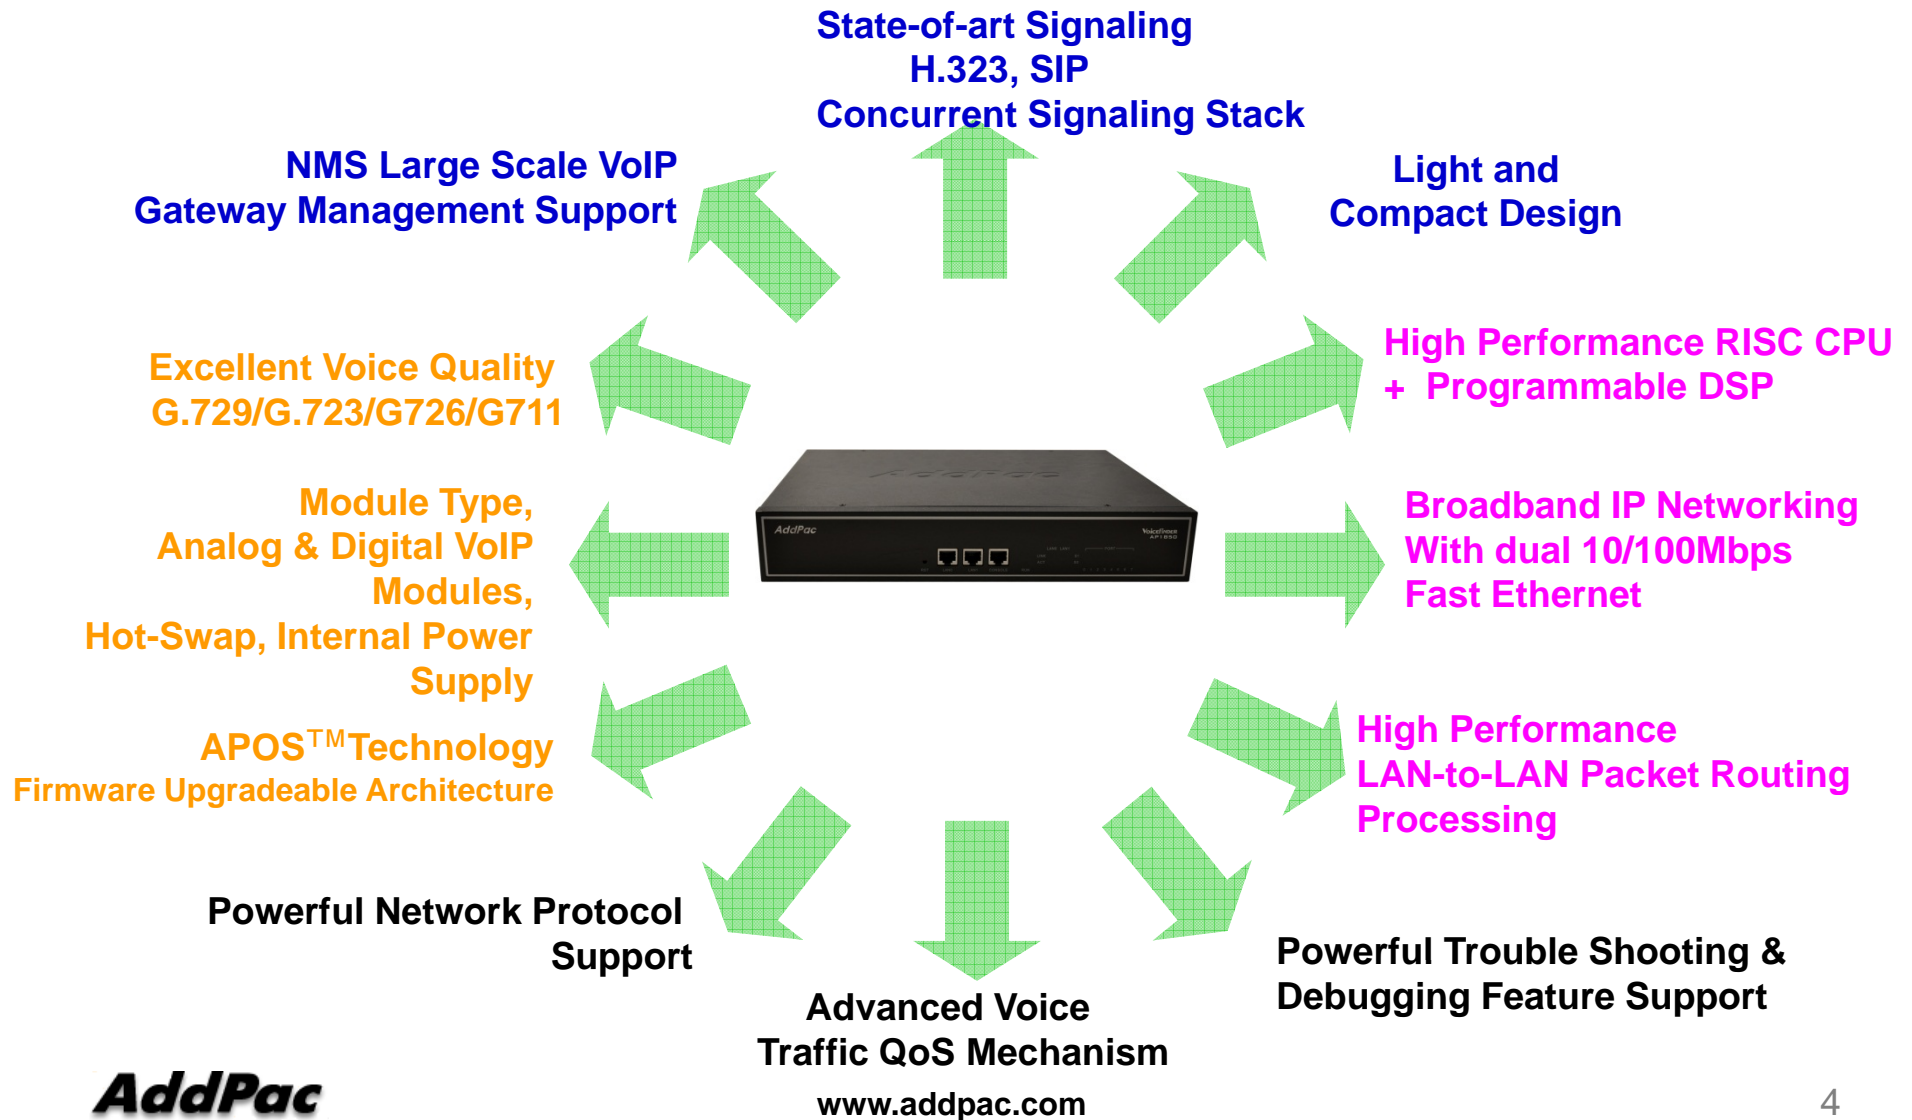 State-of-art Signaling
H.323, SIP
Concurrent Signaling Stack
NMS Large Scale VoIP
Gateway Management Support
Light and
Compact Design
Excellent Voice Quality
G.729/G.723/G726/G711
High Performance RISC CPU
+ Programmable DSP
Module Type,
Analog & Digital VoIP
Modules,
Hot-Swap, Internal Power
Supply
AddPac
AddPac
VoiceFinder
AP1850
Broadband IP Networking
With dual 10/100Mbps
Fast Ethernet
APOS™Technology
Firmware Upgradeable Architecture
High Performance
LAN-to-LAN Packet Routing
Processing
Powerful Network Protocol
Support
Advanced Voice
Traffic QoS Mechanism
Powerful Trouble Shooting &
Debugging Feature Support
AddPac
www.addpac.com
4